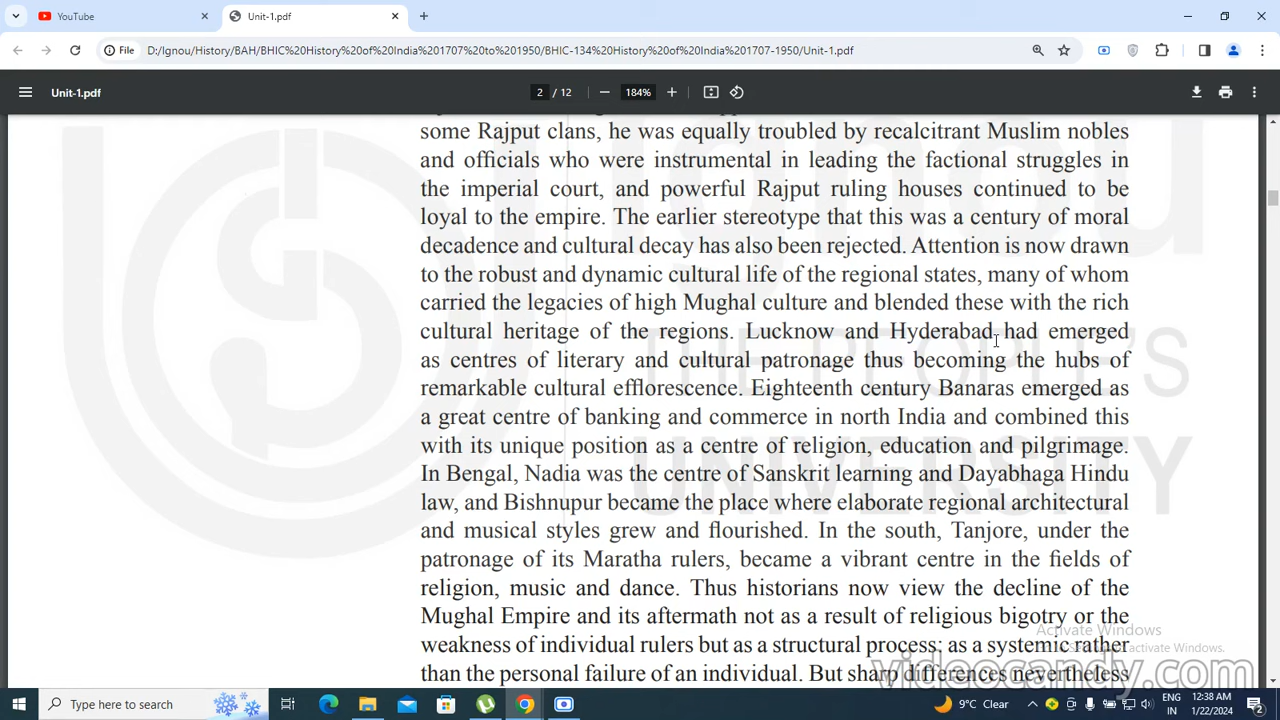 YouTube
Unit-1.pdf
File
D:/Ignou/History/BAH/BHIC%20History%20of%20India%201707%20to%201950/BHIC-134%20History%20of%20India%201707-1950/Unit-1.pdf
Unit-1.pdf
2 / 12
184%
some Rajput clans, he was equally troubled by recalcitrant Muslim nobles
and officials who were instrumental in leading the factional struggles in
the imperial court, and powerful Rajput ruling houses continued to be
loyal to the empire. The earlier stereotype that this was a century of moral
decadence and cultural decay has also been rejected. Attention is now drawn
to the robust and dynamic cultural life of the regional states, many of whom
carried the legacies of high Mughal culture and blended these with the rich
cultural heritage of the regions. Lucknow and Hyderabad had emerged
as centres of literary and cultural patronage thus becoming the hubs of
remarkable cultural efflorescence. Eighteenth century Banaras emerged as
a great centre of banking and commerce in north India and combined this
with its unique position as a centre of religion, education and pilgrimage.
In Bengal, Nadia was the centre of Sanskrit learning and Dayabhaga Hindu
law, and Bishnupur became the place where elaborate regional architectural
and musical styles grew and flourished. In the south, Tanjore, under the
patronage of its Maratha rulers, became a vibrant centre in the fields of
religion, music and dance. Thus historians now view the decline of the
Mughal Empire and its aftermath not as a result of religious bigotry or the
weakness of individual rulers but as a structural process; as a systemic rather
than the personal failure of an individual. But sharp differences nevertheless
ignou
THE PEOPLE'S
UNIVERSITY
Activate Windows
activate Windows.
videocandy.com
Type here to search
9°C Clear
ENG
IN
12:38 AM
1/22/2024
2